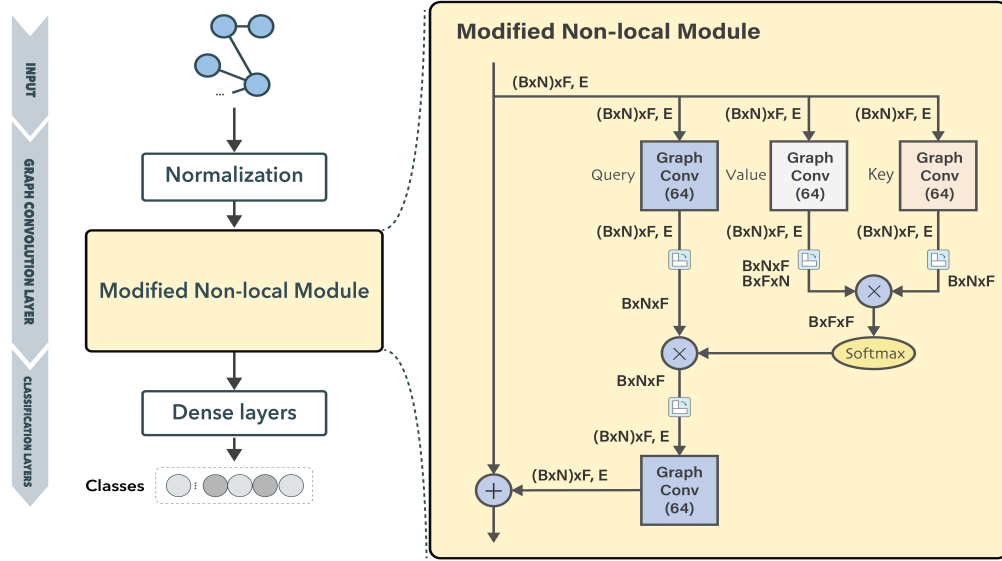 INPUT
GRAPH CONVOLUTION LAYER
CLASSIFICATION LAYERS
...
Normalization
Modified Non-local Module
Dense layers
Classes
Modified Non-local Module
(BxN)xF, E
(BxN)xF, E
(BxN)xF, E
(BxN)xF, E
Query
Graph
Conv
(64)
Value
Graph
Conv
(64)
Key
Graph
Conv
(64)
(BxN)xF, E
(BxN)xF, E
(BxN)xF, E
BxNxF
BxFxN
BxNxF
×
BxNxF
BxFxF
×
Softmax
BxNxF
(BxN)xF, E
Graph
Conv
(64)
(BxN)xF, E
+